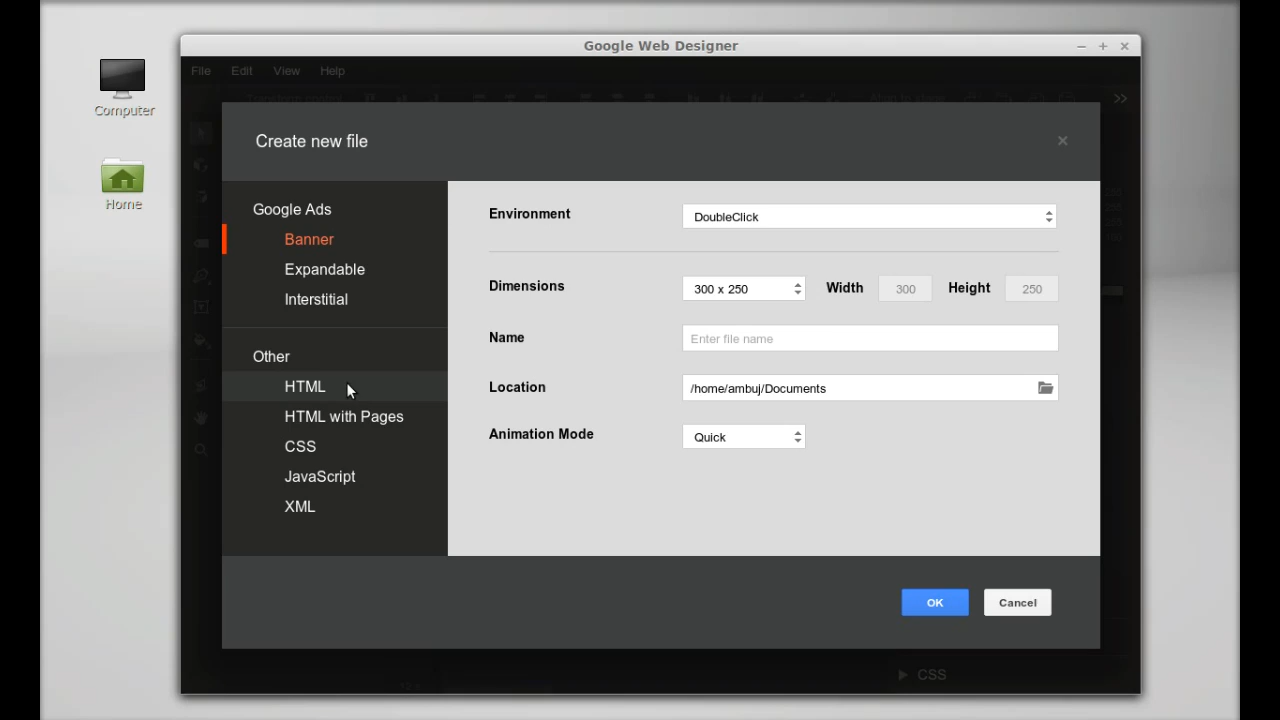 Google Web Designer
Computer
File Edit View Help
Create new file
Home
Google Ads
Banner
Expandable
Interstitial
Other
HTML
HTML with Pages
CSS
JavaScript
XML
Environment DoubleClick
Dimensions 300 x 250 Width 300 Height 250
Name Enter file name
Location /home/ambuj/Documents
Animation Mode Quick
OK Cancel
CSS